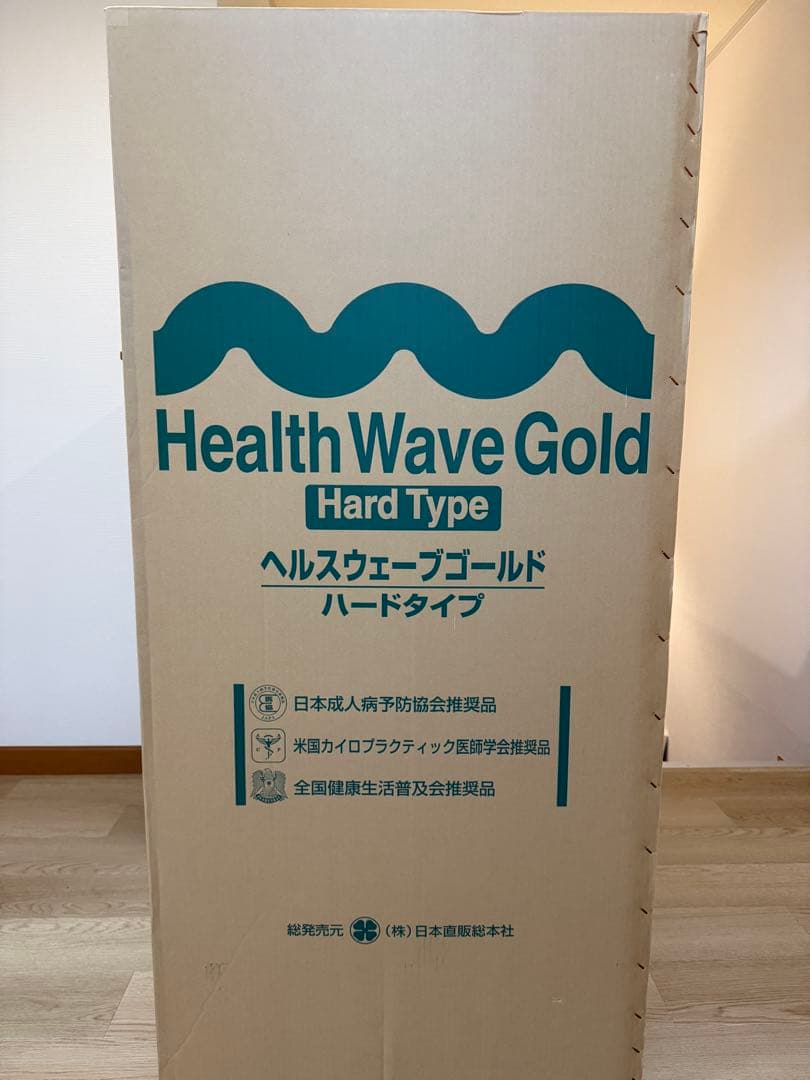 Health Wave Gold
Hard Type
ヘルスウェーブゴールド
ハードタイプ
日本成人病予防協会推奨品
米国カイロプラクティック医師学会推奨品
全国健康生活普及会推奨品
総発売元 (株)日本直販総本社